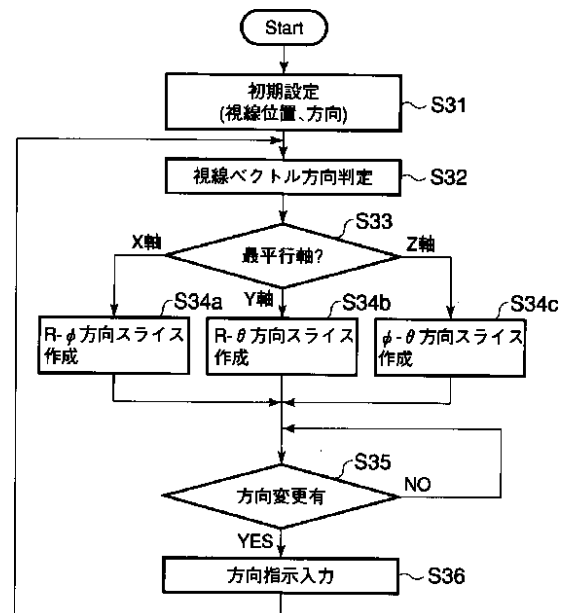 Start
初期設定
(視線位置、方向)
S31
視線ベクトル方向判定
S32
S33
最平行軸?
X軸
Y軸
Z軸
S34a
R-φ方向スライス
作成
S34b
R-θ方向スライス
作成
S34c
φ-θ方向スライス
作成
S35
方向変更有
NO
YES
方向指示入力
S36